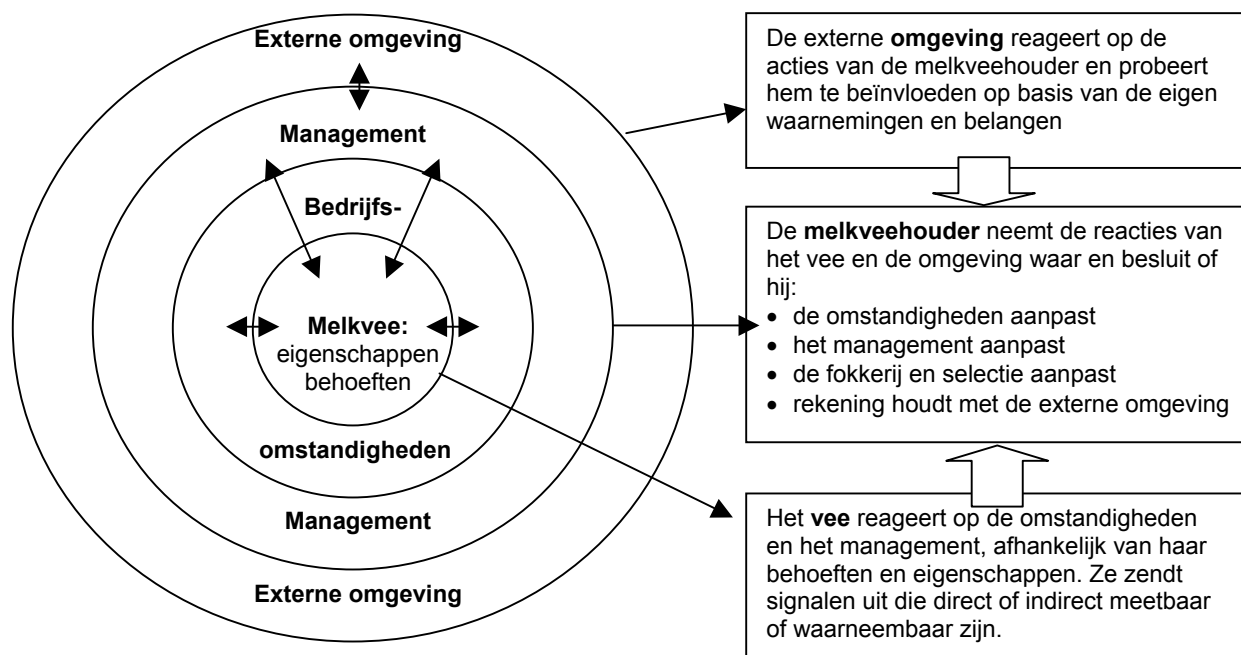 Externe omgeving
Management
Bedrijfs-
Melkvee:
eigenschappen
behoeften
omstandigheden
Management
Externe omgeving
De externe omgeving reageert op de
acties van de melkveehouder en probeert
hem te beïnvloeden op basis van de eigen
waarnemingen en belangen
De melkveehouder neemt de reacties van
het vee en de omgeving waar en besluit of
hij:
• de omstandigheden aanpast
• het management aanpast
• de fokkerij en selectie aanpast
• rekening houdt met de externe omgeving
Het vee reageert op de omstandigheden
en het management, afhankelijk van haar
behoeften en eigenschappen. Ze zendt
signalen uit die direct of indirect meetbaar
of waarneembaar zijn.